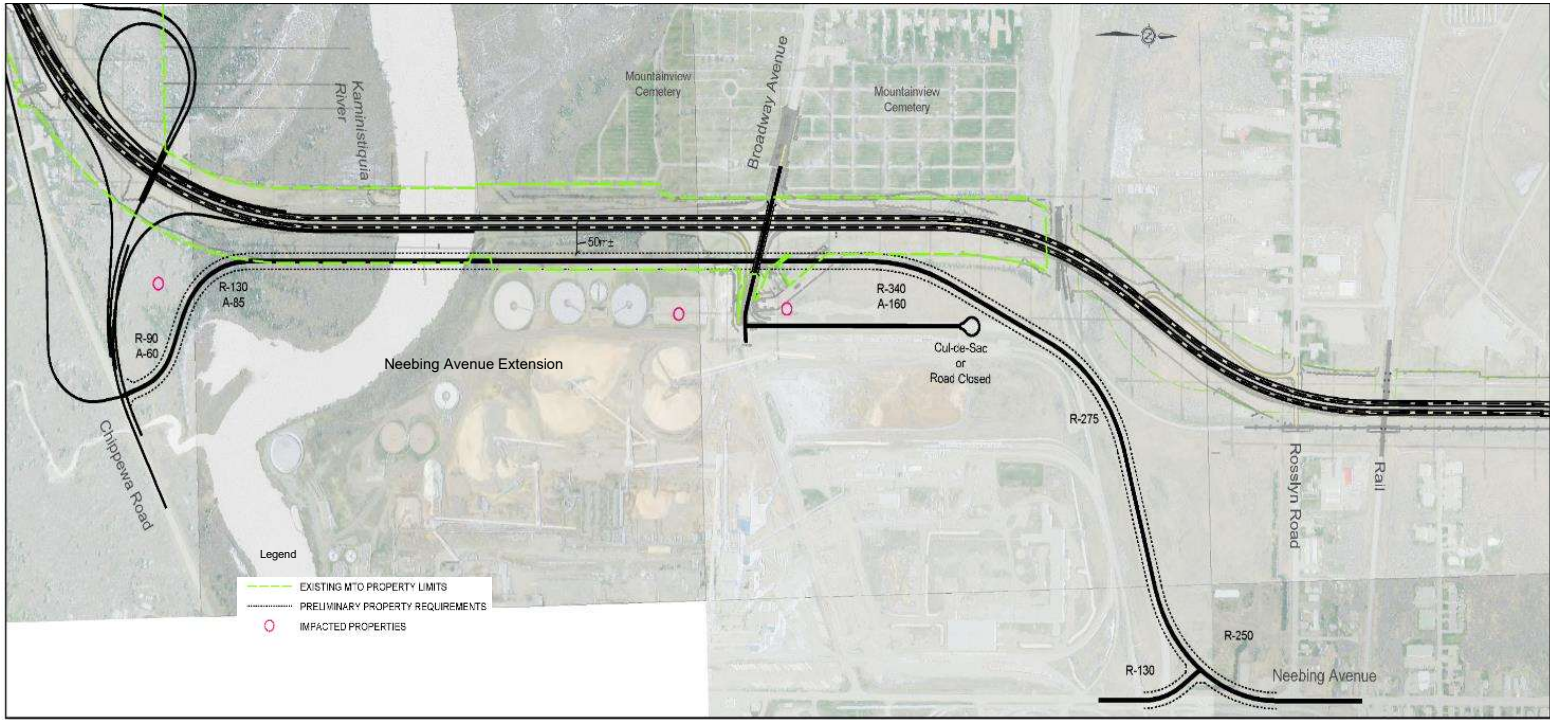 Kaministiquia
River
Mountainview
Cemetery
Broadway Avenue
Mountainview
Cemetery
N
50m±
R-130
A-85
R-90
A-60
R-340
A-160
Cul-de-Sac
or
Road Closed
Neebing Avenue Extension
R-275
Chippewa Road
Rosslyn Road
Rail
Legend
EXISTING MTO PROPERTY LIMITS
PRELIMINARY PROPERTY REQUIREMENTS
IMPACTED PROPERTIES
R-250
R-130
Neebing Avenue